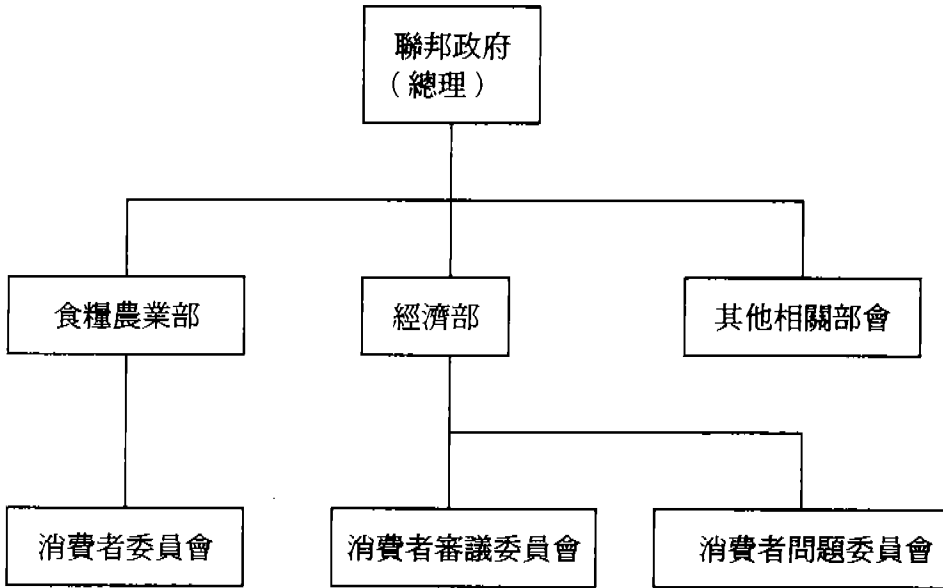 聯邦政府
（總理）
食糧農業部
經濟部
其他相關部會
消費者委員會
消費者審議委員會
消費者問題委員會